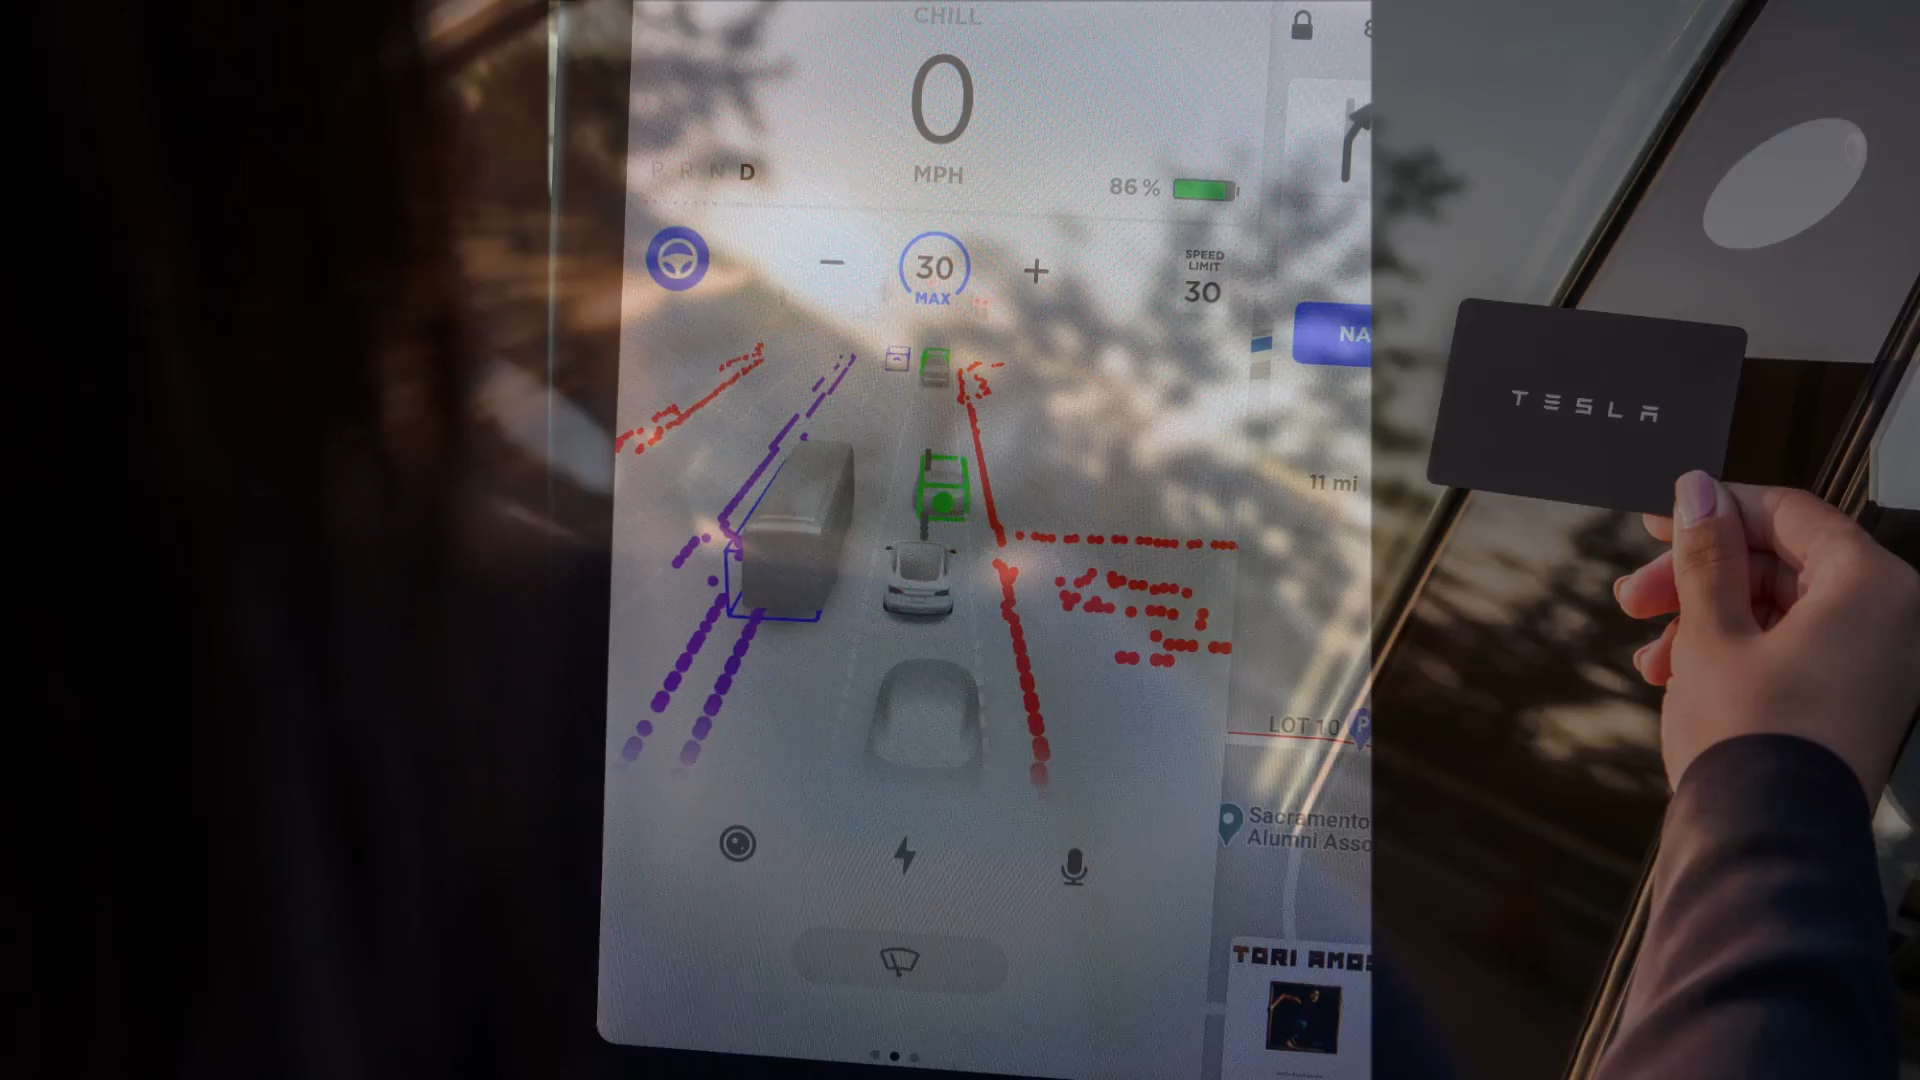 CHILL
0
MPH
P R N D
86 %
30
MAX
SPEED
LIMIT
30
NA
TESLA
11 mi
LOT 10
P
Sacramento
Alumni Asso
TORI AMOS